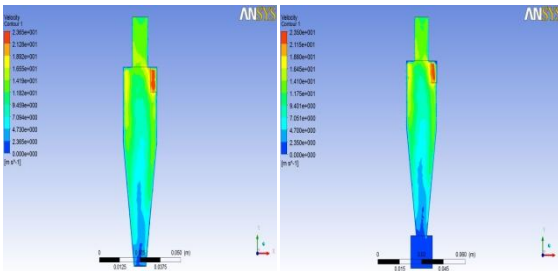 ANSYS
Velocity
Contour 1
2.365e+001
2.128e+001
1.892e+001
1.655e+001
1.419e+001
1.182e+001
9.459e+000
7.094e+000
4.730e+000
2.365e+000
0.000e+000
[m s^-1]
0
0.050 (m)
0.0125
0.0375
ANSYS
Velocity
Contour 1
2.350e+001
2.115e+001
1.880e+001
1.645e+001
1.410e+001
1.175e+001
9.401e+000
7.051e+000
4.700e+000
2.350e+000
0.000e+000
[m s^-1]
0
0.060 (m)
0.015
0.045